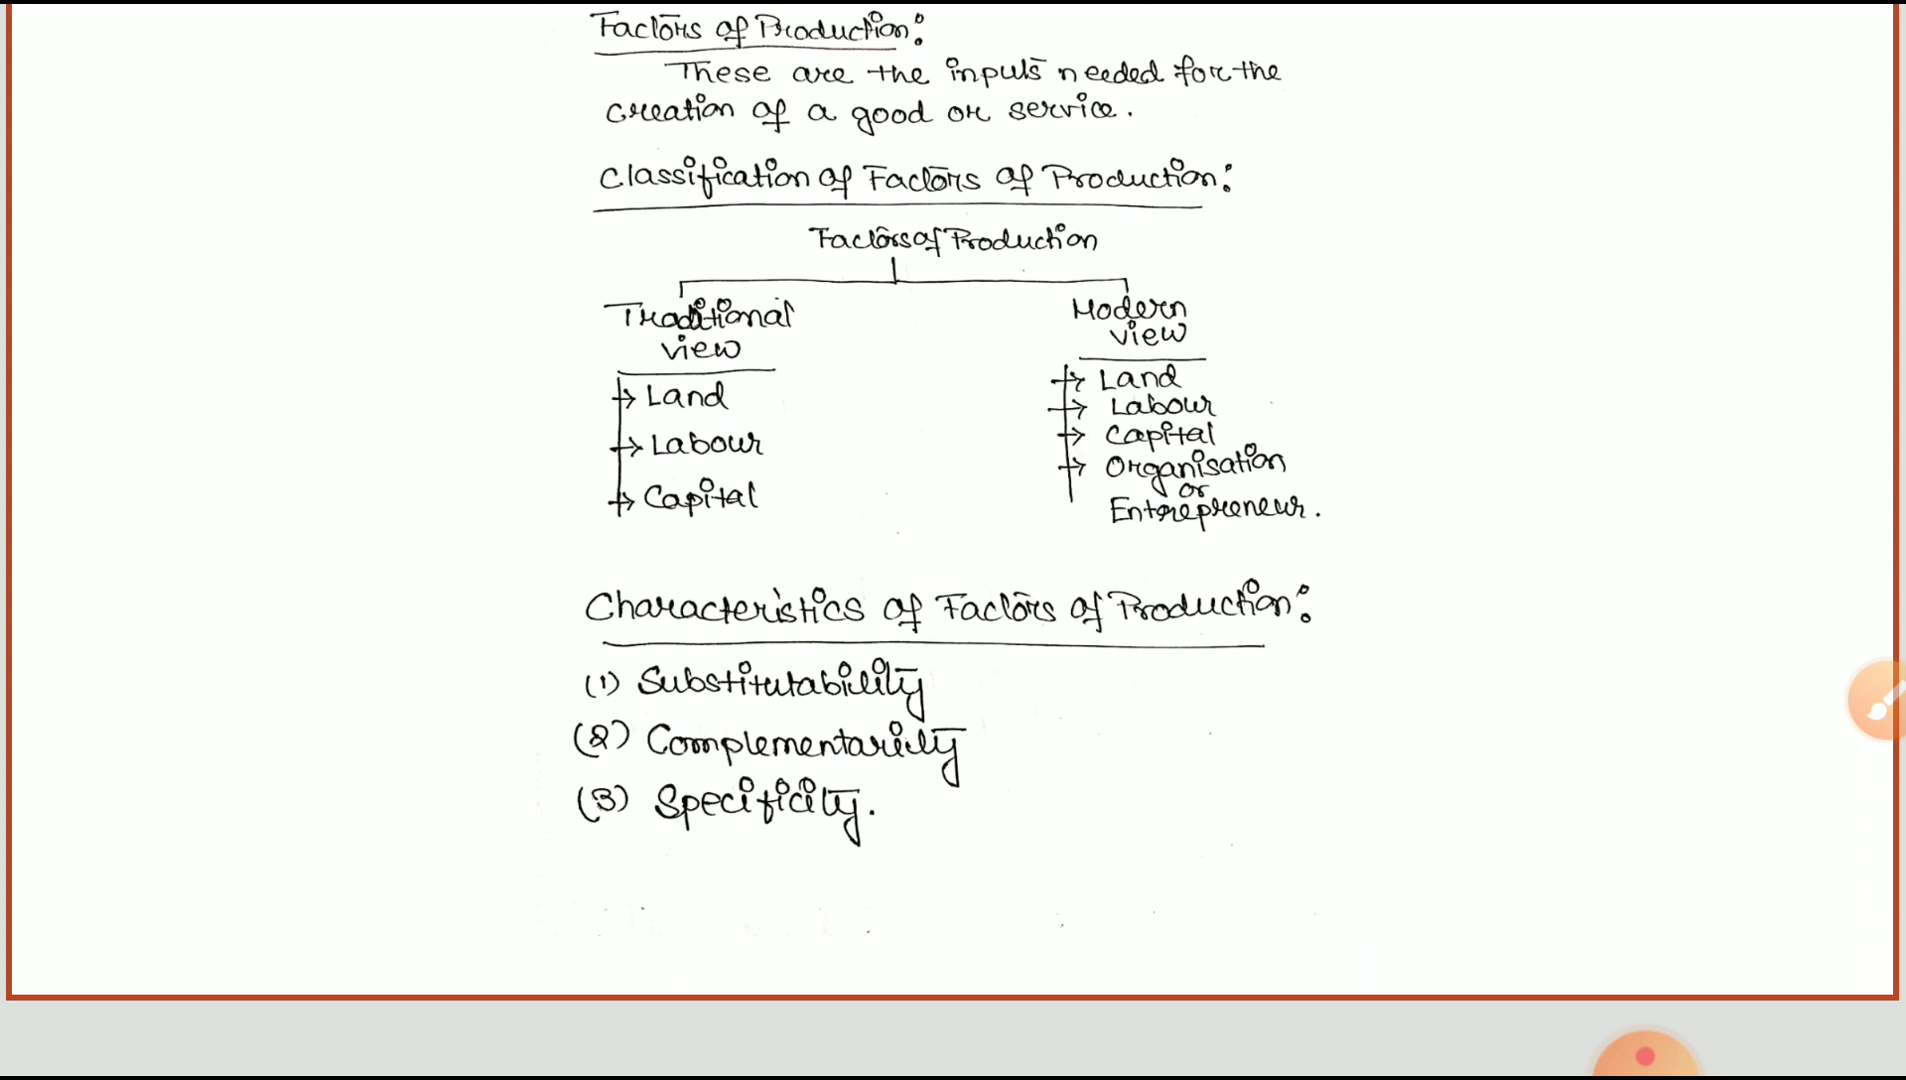 Factors of Production:
These are the inputs needed for the
creation of a good or service.
Classification of Factors of Production:
Factors of Production
Traditional
view
Land
Labour
Capital
Modern
view
Land
Labour
Capital
Organisation
or
Enterepreneur.
Characteristics of Factors of Production:
(1) Substitutability
(2) Complementarity
(3) Specificity.